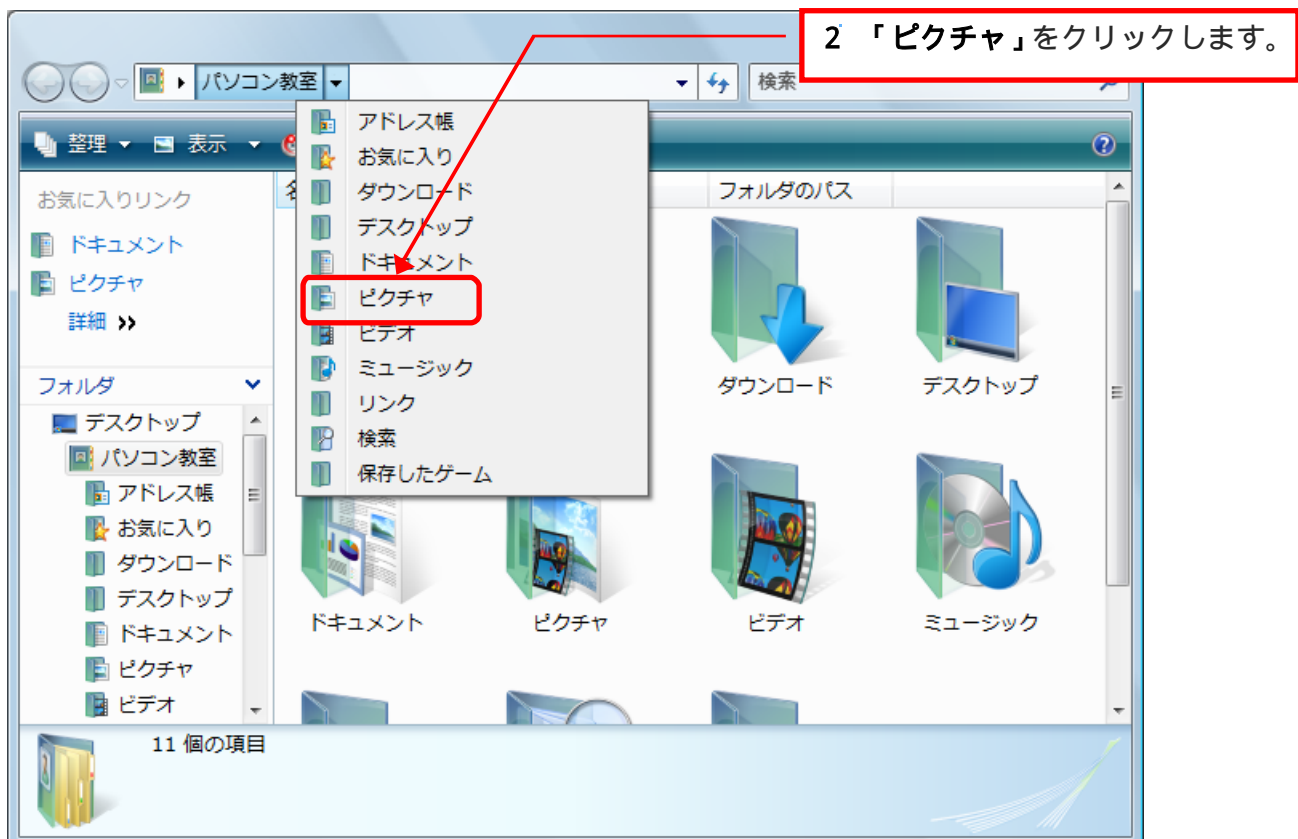 2 「ピクチャ」をクリックします。
パソコン教室
検索
整理
表示
アドレス帳
お気に入り
ダウンロード
デスクトップ
ドキュメント
ピクチャ
ビデオ
ミュージック
リンク
検索
保存したゲーム
お気に入りリンク
ドキュメント
ピクチャ
詳細 »
フォルダ
デスクトップ
パソコン教室
アドレス帳
お気に入り
ダウンロード
デスクトップ
ドキュメント
ピクチャ
ビデオ
フォルダのパス
ダウンロード
デスクトップ
ドキュメント
ピクチャ
ビデオ
ミュージック
11 個の項目